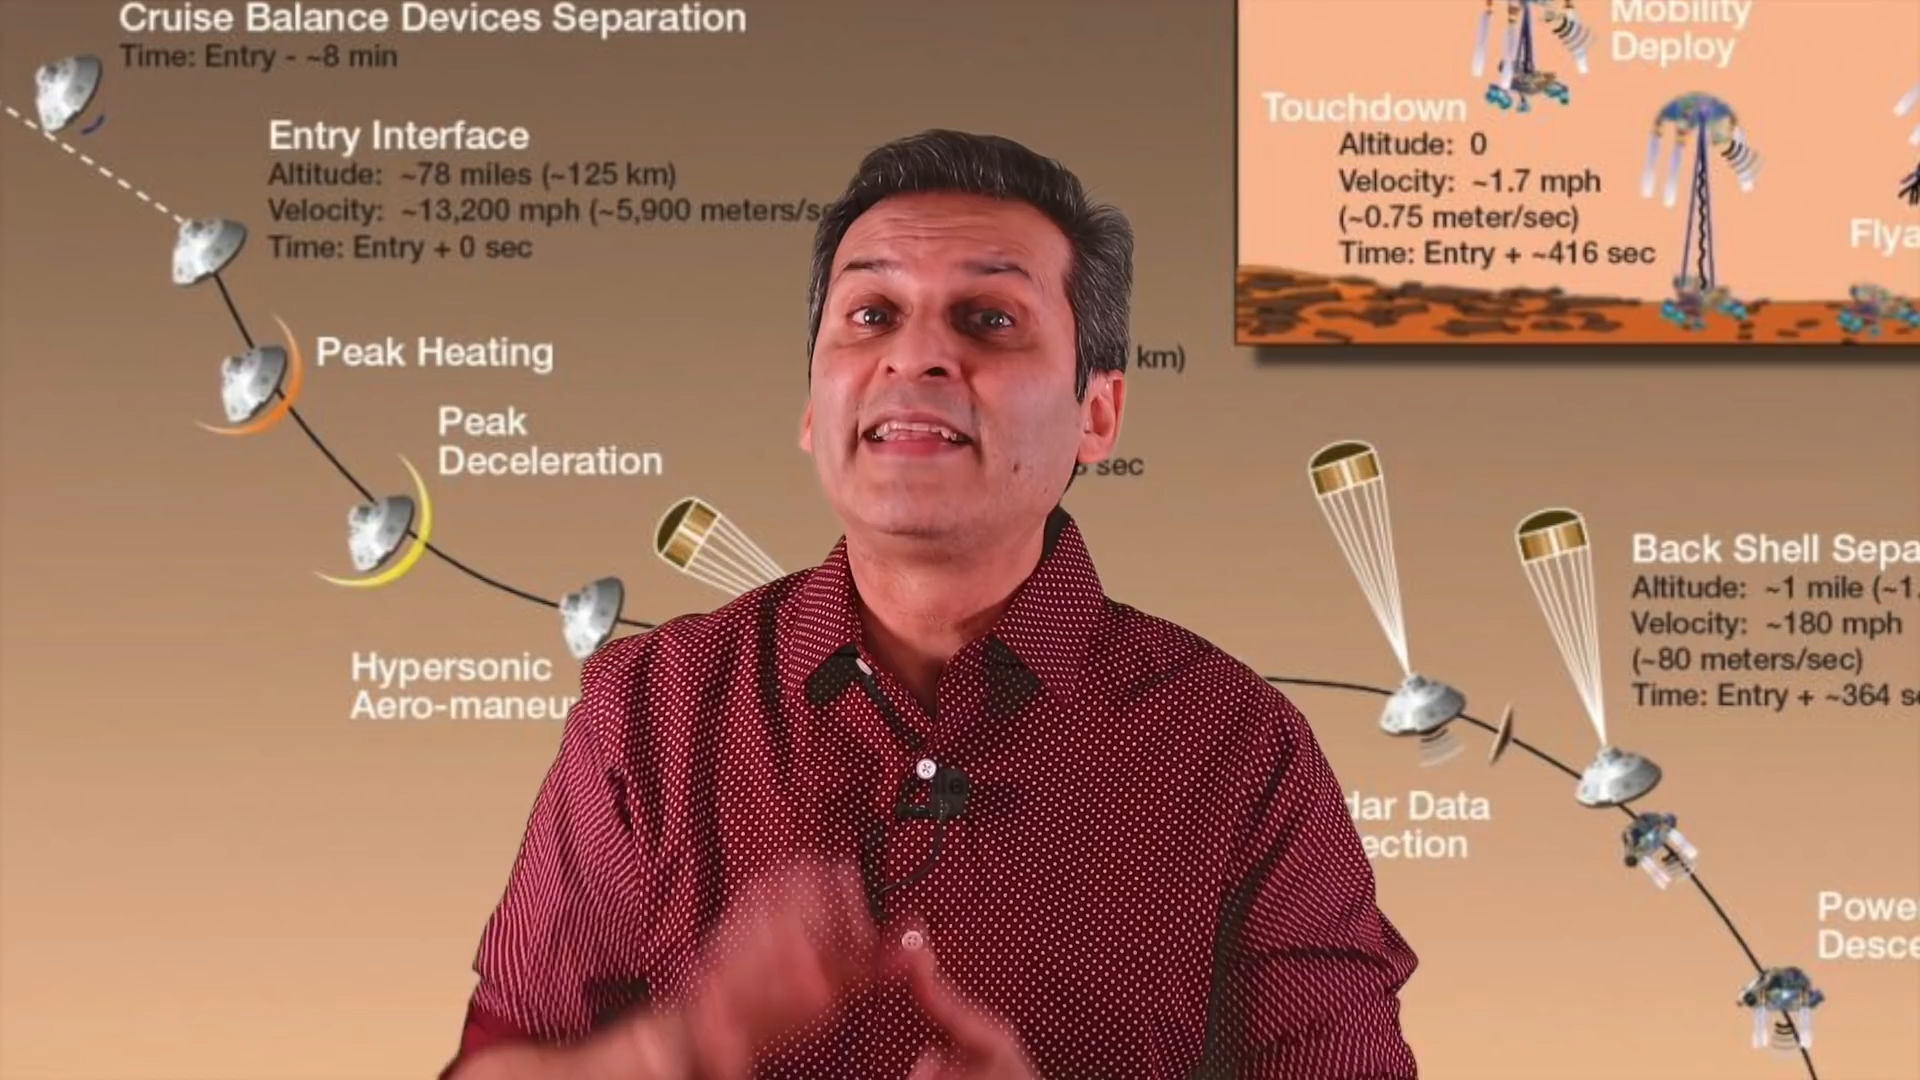 Cruise Balance Devices Separation
Time: Entry - ~8 min
Entry Interface
Altitude: ~78 miles (~125 km)
Velocity: ~13,200 mph (~5,900 meters/se
Time: Entry + 0 sec
Peak Heating
Peak
Deceleration
Hypersonic
Aero-maneu
km)
sec
Mobility
Deploy
Touchdown
Altitude: 0
Velocity: ~1.7 mph
(~0.75 meter/sec)
Time: Entry + ~416 sec
Flya
Back Shell Sepa
Altitude: ~1 mile (~1.
Velocity: ~180 mph
(~80 meters/sec)
Time: Entry + ~364 s
dar Data
ection
Powe
Desce